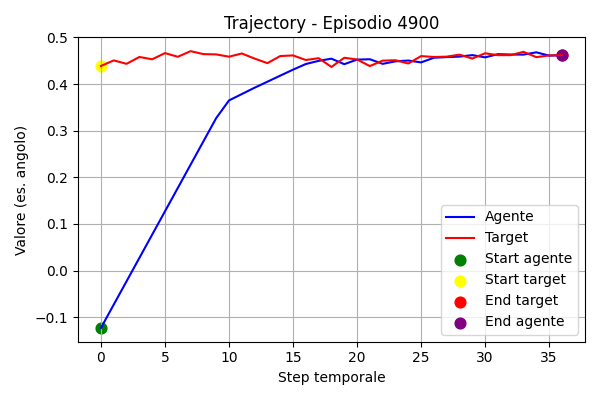 Trajectory - Episodio 4900
Valore (es. angolo)
0.5
0.4
0.3
0.2
0.1
0.0
−0.1
0
5
10
15
20
25
30
35
Step temporale
Agente
Target
Start agente
Start target
End target
End agente